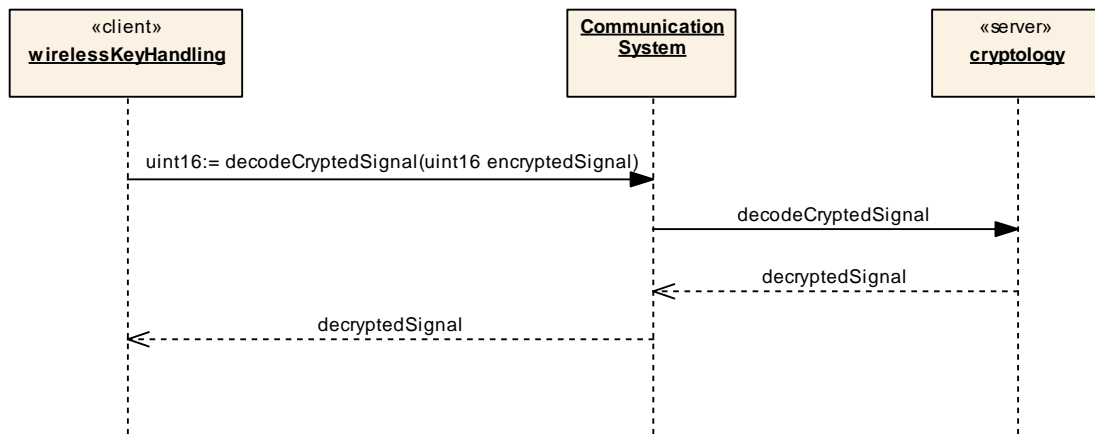 «client»
wirelessKeyHandling
Communication
System
«server»
cryptology
uint16:= decodeCryptedSignal(uint16 encryptedSignal)
decodeCryptedSignal
decryptedSignal
decryptedSignal